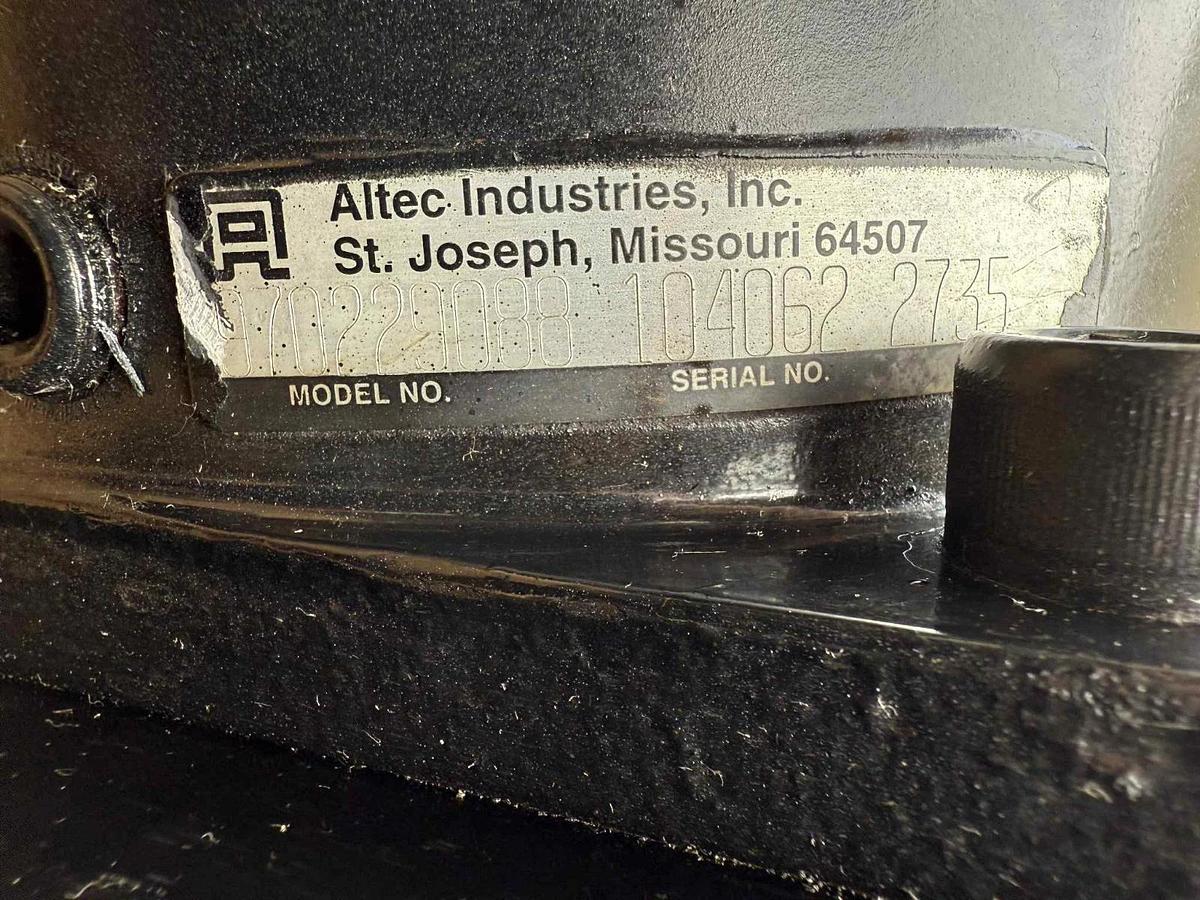 Altec Industries, Inc.
St. Joseph, Missouri 64507
970229088 104062 2735
MODEL NO. SERIAL NO.